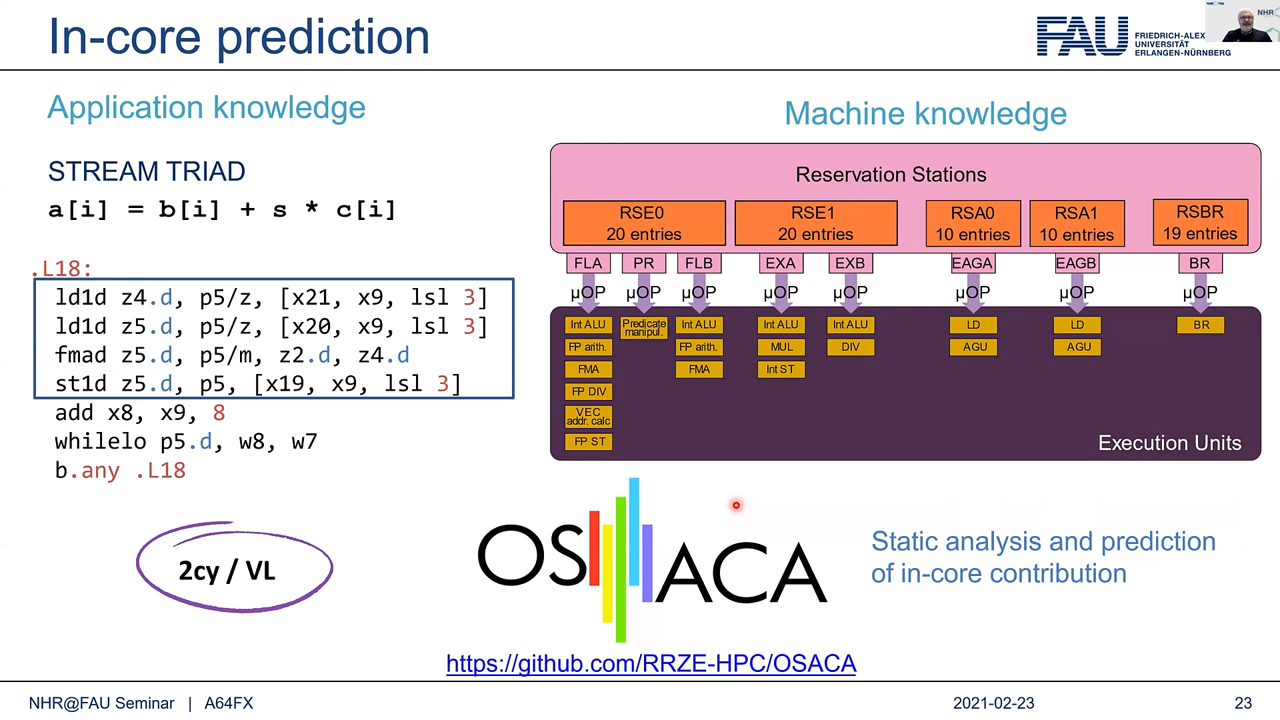 In-core prediction
FAU FRIEDRICH-ALEX
UNIVERSITÄT
ERLANGEN-NÜRNBERG
NHR
Application knowledge
Machine knowledge
STREAM TRIAD
a[i] = b[i] + s * c[i]
.L18:
ld1d z4.d, p5/z, [x21, x9, lsl 3]
ld1d z5.d, p5/z, [x20, x9, lsl 3]
fmad z5.d, p5/m, z2.d, z4.d
st1d z5.d, p5, [x19, x9, lsl 3]
add x8, x9, 8
whilelo p5.d, w8, w7
b.any .L18
2cy / VL
Reservation Stations
RSE0 RSE1 RSA0 RSA1 RSBR
20 entries 20 entries 10 entries 10 entries 19 entries
FLA PR FLB EXA EXB EAGA EAGB BR
µOP µOP µOP µOP µOP µOP µOP µOP
Int ALU Predicate manipul. Int ALU Int ALU Int ALU LD LD BR
FP arith. FP arith. MUL DIV AGU AGU
FMA FMA Int ST
FP DIV
VEC
addr. calc
FP ST
Execution Units
OSACA
Static analysis and prediction
of in-core contribution
https://github.com/RRZE-HPC/OSACA
NHR@FAU Seminar | A64FX 2021-02-23 23